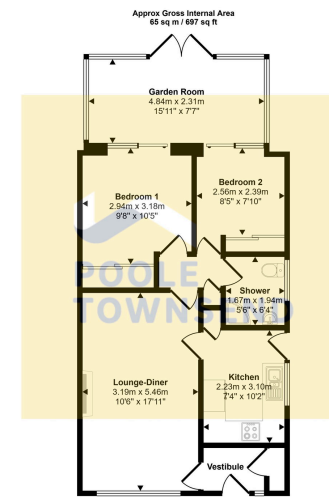 Approx Gross Internal Area
65 sq m / 697 sq ft
Garden Room
4.84m x 2.31m
15'11" x 7'7"
Bedroom 1
2.94m x 3.18m
9'8" x 10'5"
Bedroom 2
2.56m x 2.39m
8'5" x 7'10"
POOLE
TOWNSEND
Shower
1.67m x 1.94m
5'6" x 6'4"
Lounge-Diner
3.19m x 5.46m
10'6" x 17'11"
Kitchen
2.23m x 3.10m
7'4" x 10'2"
Vestibule